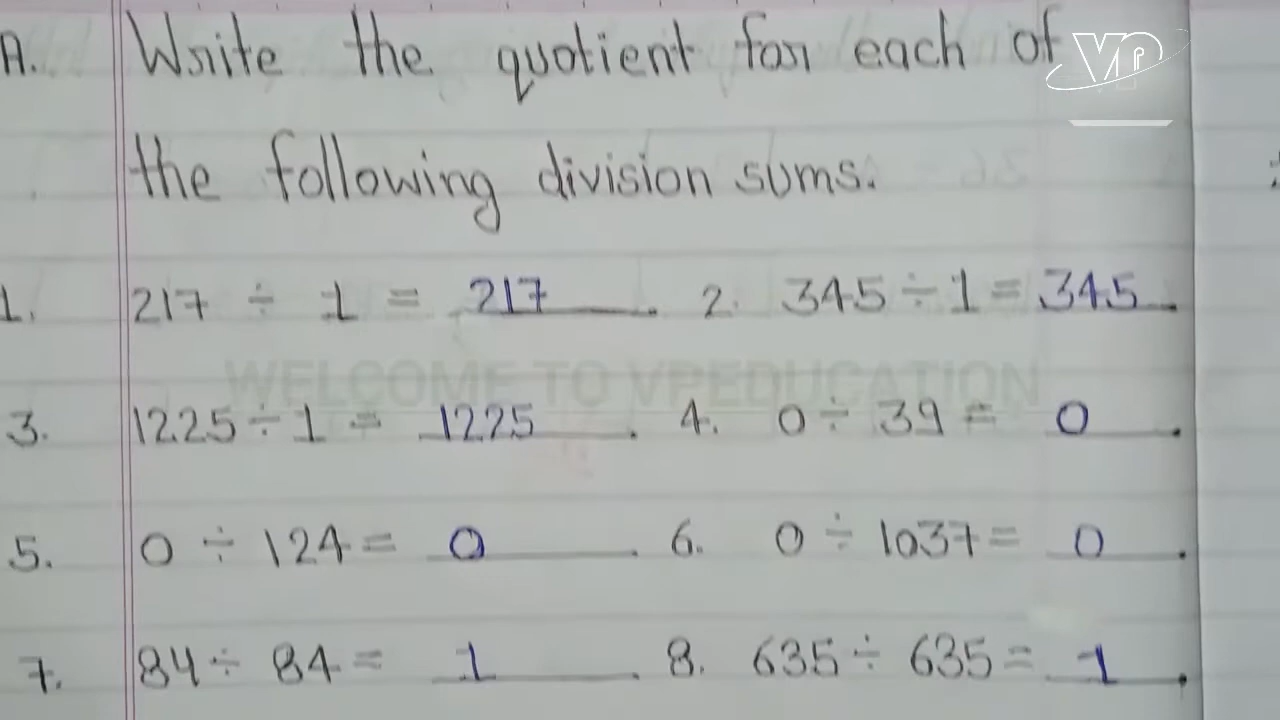 VP
A. Write the quotient for each of
the following division sums.
1. 217 ÷ 1 = 217. 2. 345 ÷ 1 = 345.
WELCOME TO VPEDUCATION
3. 1225 ÷ 1 = 1225. 4. 0 ÷ 39 = 0.
5. 0 ÷ 124 = 0. 6. 0 ÷ 1037 = 0.
7. 84 ÷ 84 = 1. 8. 635 ÷ 635 = 1.